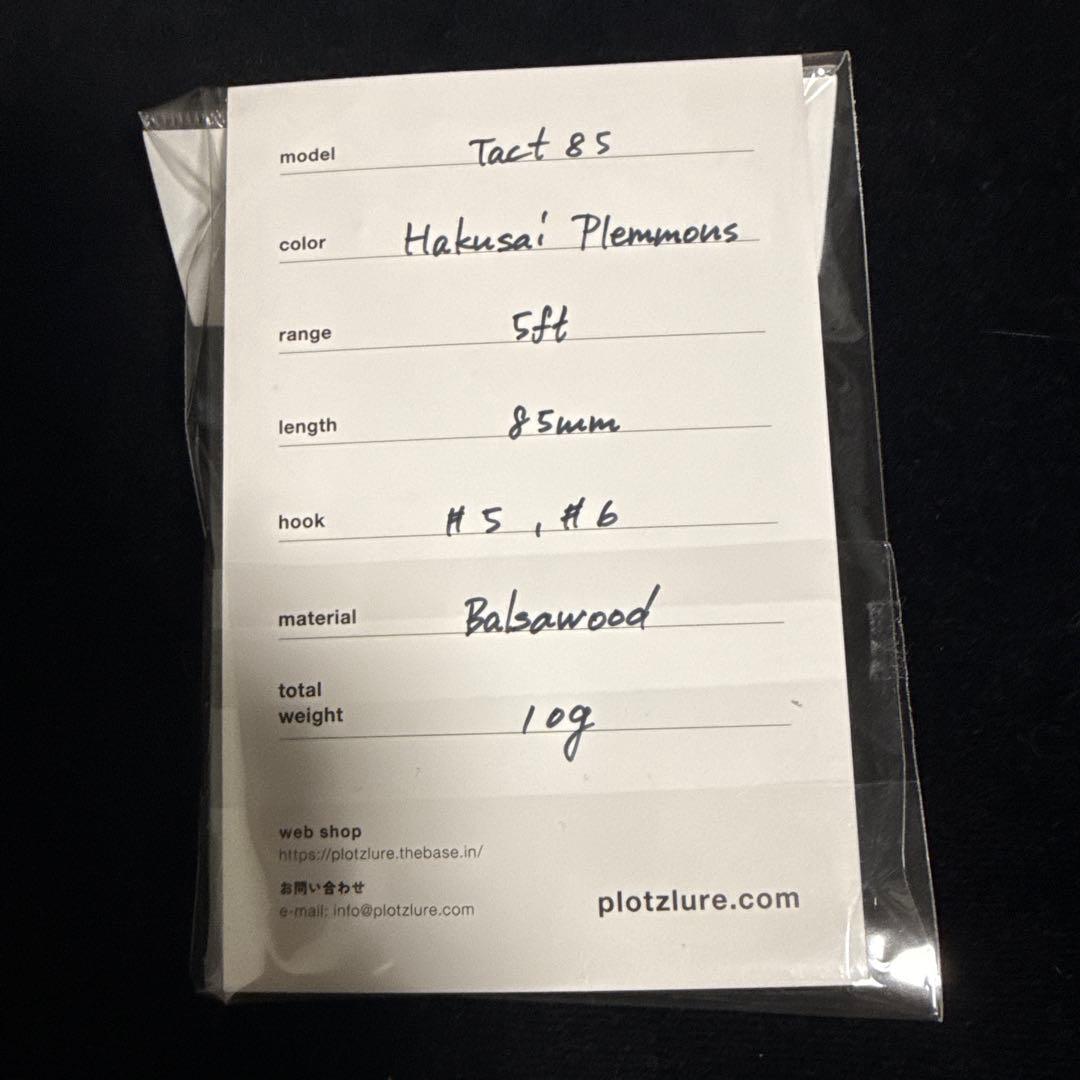 model Tact 85
color Hakusai Plemmons
range 5ft
length 85mm
hook #5, #6
material Balsawood
total
weight 10g
web shop
https://plotzlure.thebase.in/
お問い合わせ
e-mail: info@plotzlure.com
plotzlure.com